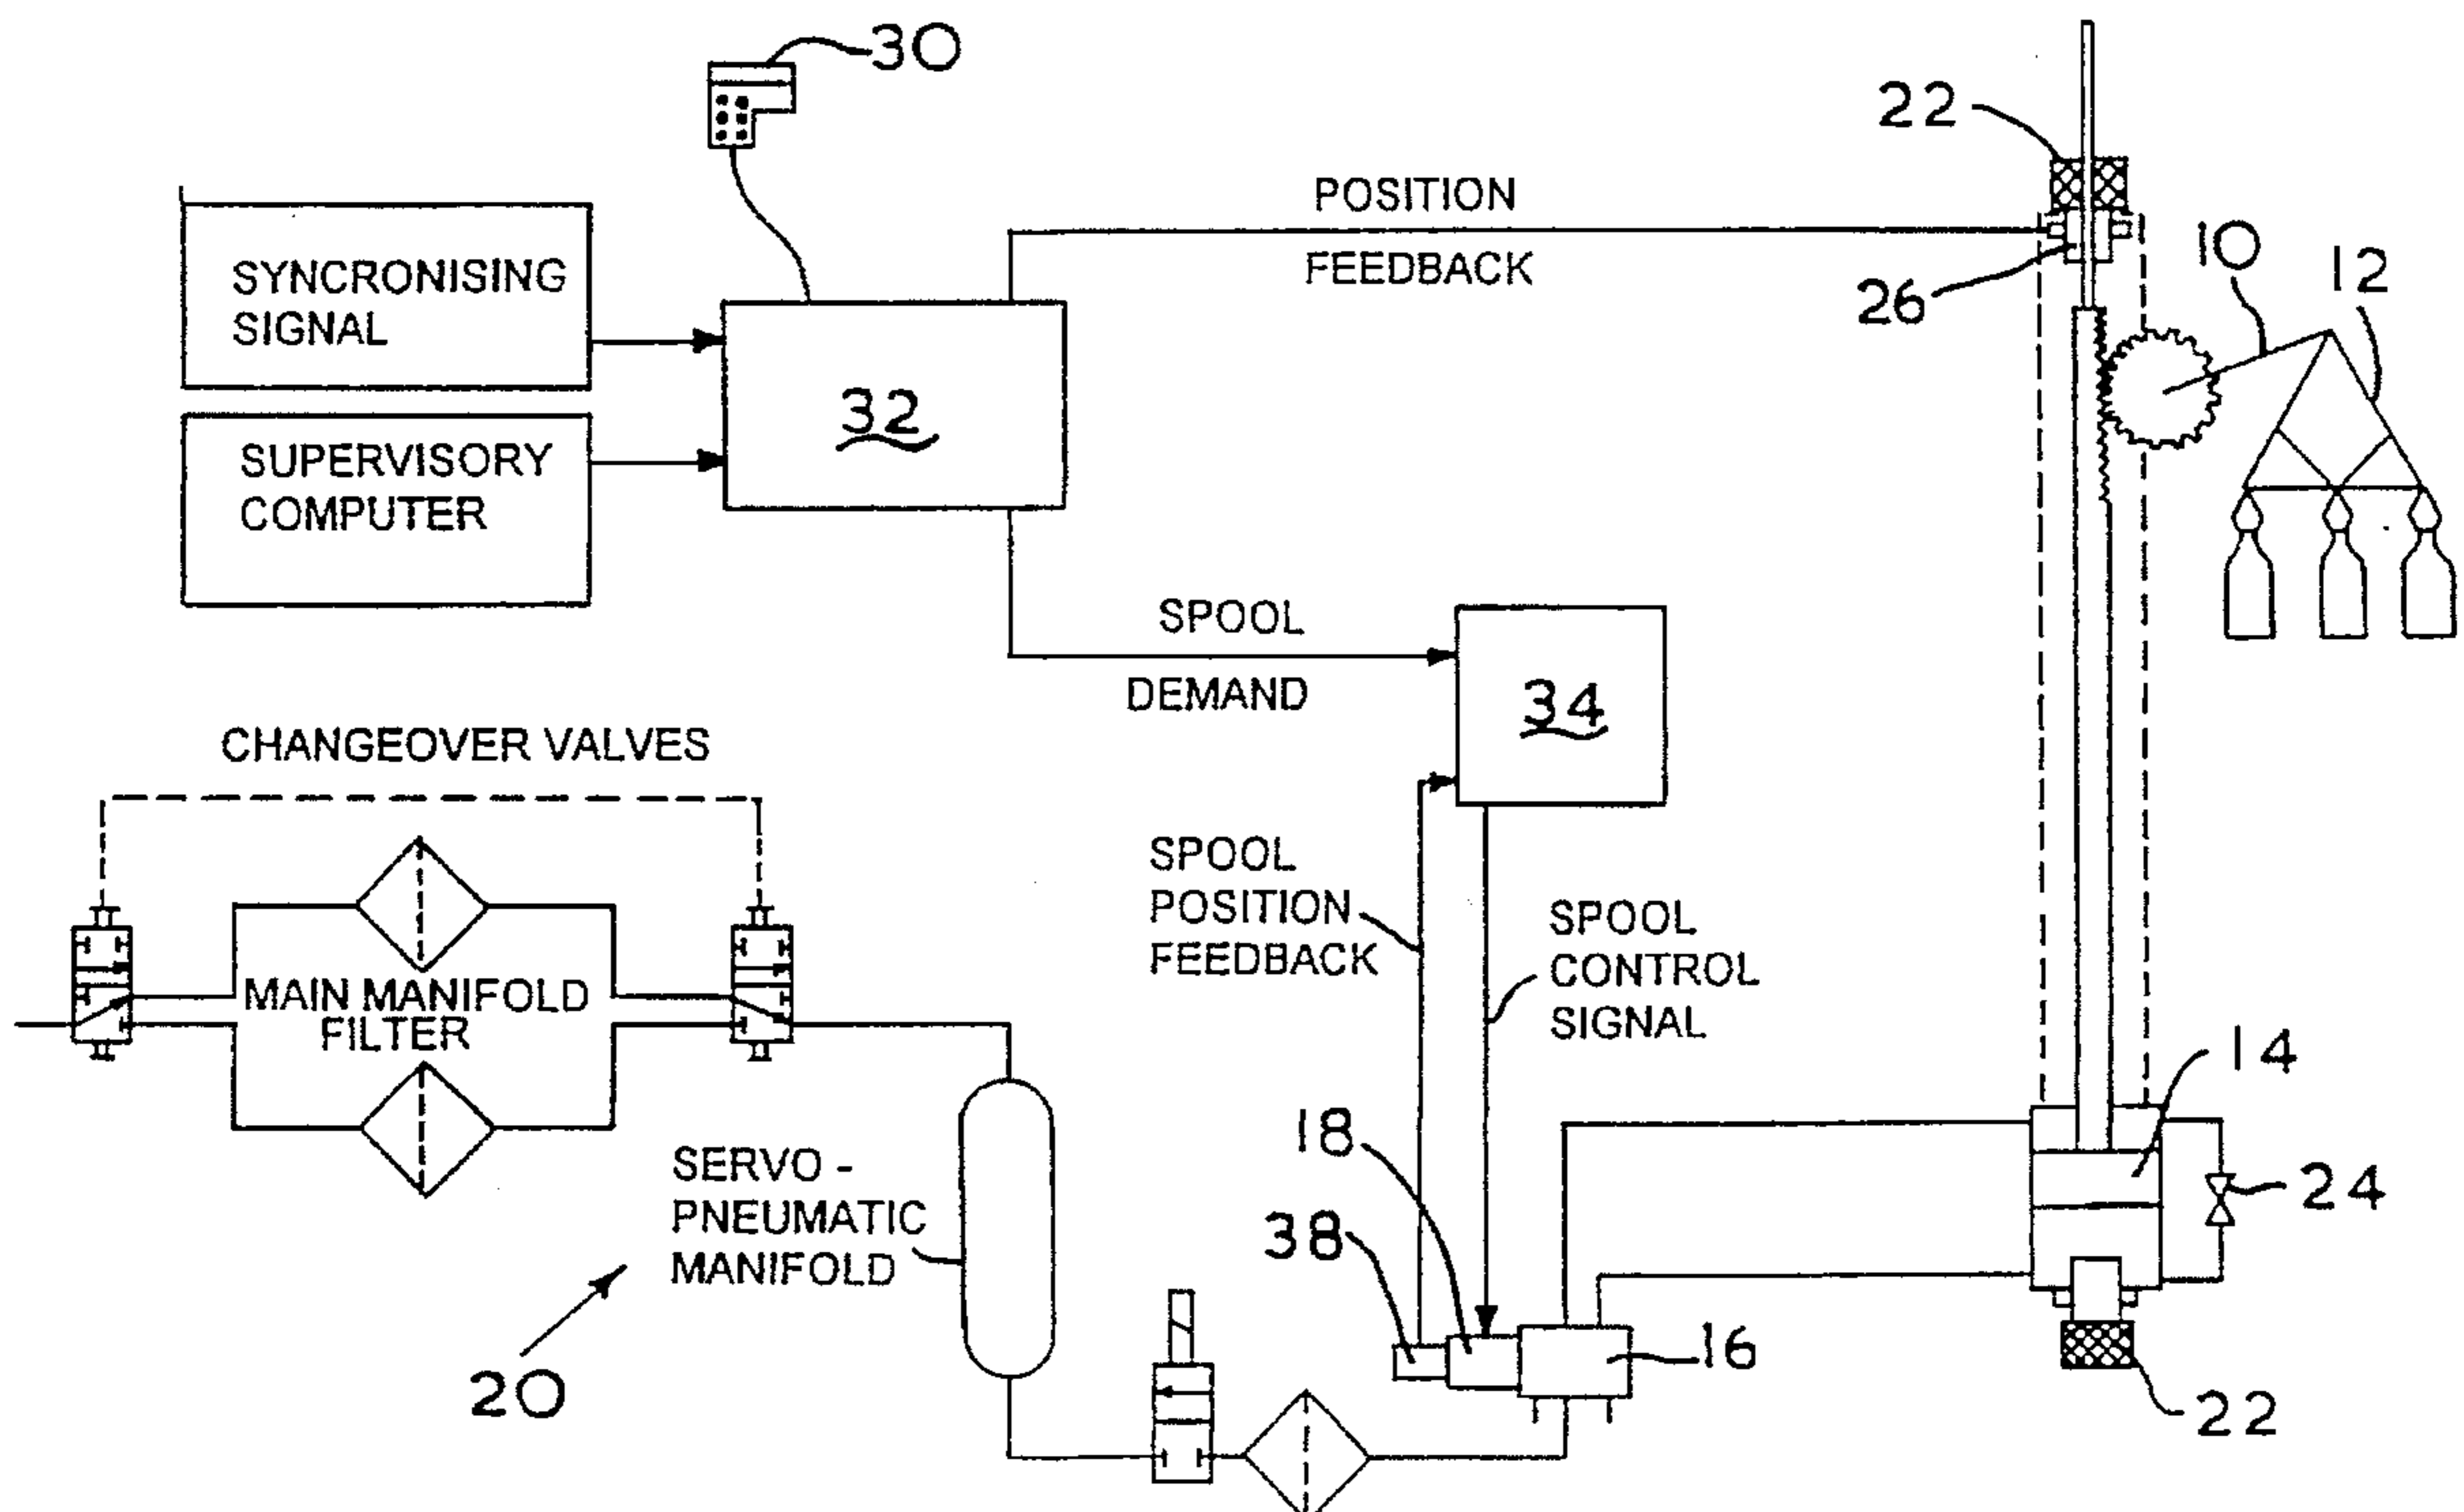 30
22
POSITION
FEEDBACK
26
10
12
SYNCRONISING
SIGNAL
32
SUPERVISORY
COMPUTER
SPOOL
DEMAND
34
CHANGEOVER VALVES
SPOOL
POSITION
FEEDBACK
SPOOL
CONTROL
SIGNAL
MAIN MANIFOLD
FILTER
14
18
38
SERVO -
PNEUMATIC
MANIFOLD
24
16
20
22